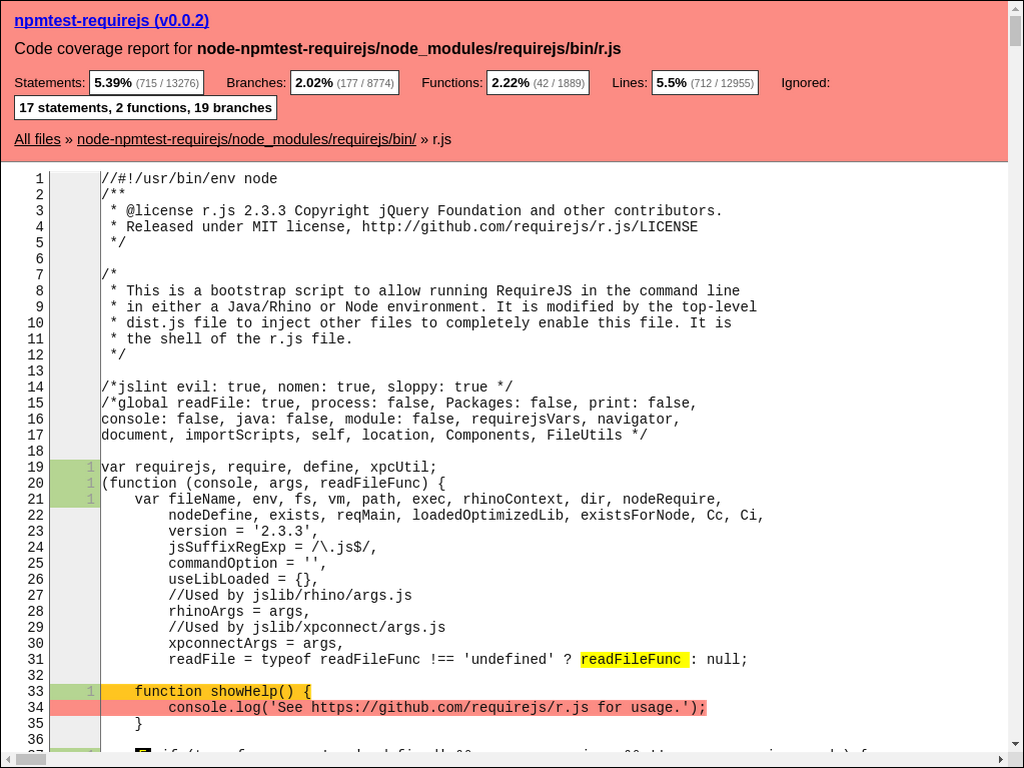 npmtest-requirejs (v0.0.2)
Code coverage report for node-npmtest-requirejs/node_modules/requirejs/bin/r.js
Statements: 5.39% (715 / 13276) Branches: 2.02% (177 / 8774) Functions: 2.22% (42 / 1889) Lines: 5.5% (712 / 12955) Ignored:
17 statements, 2 functions, 19 branches
All files » node-npmtest-requirejs/node_modules/requirejs/bin/ » r.js
1 //#!/usr/bin/env node
2 /**
3 * @license r.js 2.3.3 Copyright jQuery Foundation and other contributors.
4 * Released under MIT license, http://github.com/requirejs/r.js/LICENSE
5 */
6
7 /*
8 * This is a bootstrap script to allow running RequireJS in the command line
9 * in either a Java/Rhino or Node environment. It is modified by the top-level
10 * dist.js file to inject other files to completely enable this file. It is
11 * the shell of the r.js file.
12 */
13
14 /*jslint evil: true, nomen: true, sloppy: true */
15 /*global readFile: true, process: false, Packages: false, print: false,
16 console: false, java: false, module: false, requirejsVars, navigator,
17 document, importScripts, self, location, Components, FileUtils */
18
19 1 var requirejs, require, define, xpcUtil;
20 1 (function (console, args, readFileFunc) {
21 1 var fileName, env, fs, vm, path, exec, rhinoContext, dir, nodeRequire,
22 nodeDefine, exists, reqMain, loadedOptimizedLib, existsForNode, Cc, Ci,
23 version = '2.3.3',
24 jsSuffixRegExp = /\.js$/,
25 commandOption = '',
26 useLibLoaded = {},
27 //Used by jslib/rhino/args.js
28 rhinoArgs = args,
29 //Used by jslib/xpconnect/args.js
30 xpconnectArgs = args,
31 readFile = typeof readFileFunc !== 'undefined' ? readFileFunc : null;
32
33 1 function showHelp() {
34 console.log('See https://github.com/requirejs/r.js for usage.');
35 }
36